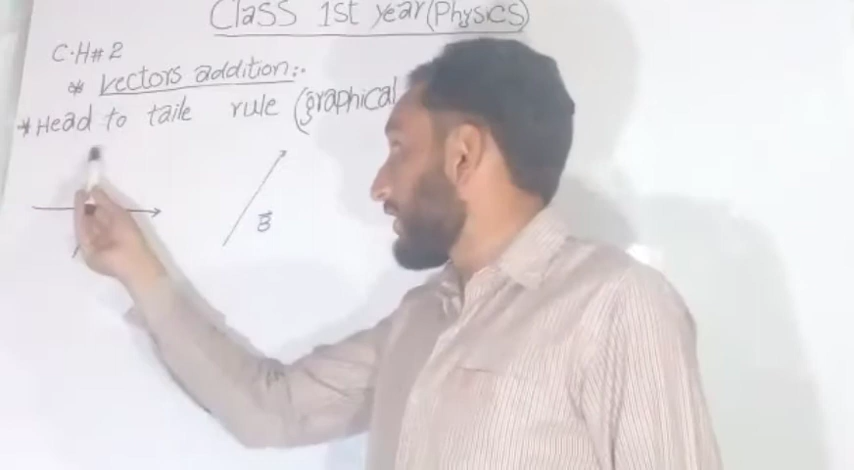 Class 1st year (Physics)
C.H# 2
* Vectors addition:.
* Head to taile rule (graphical
B